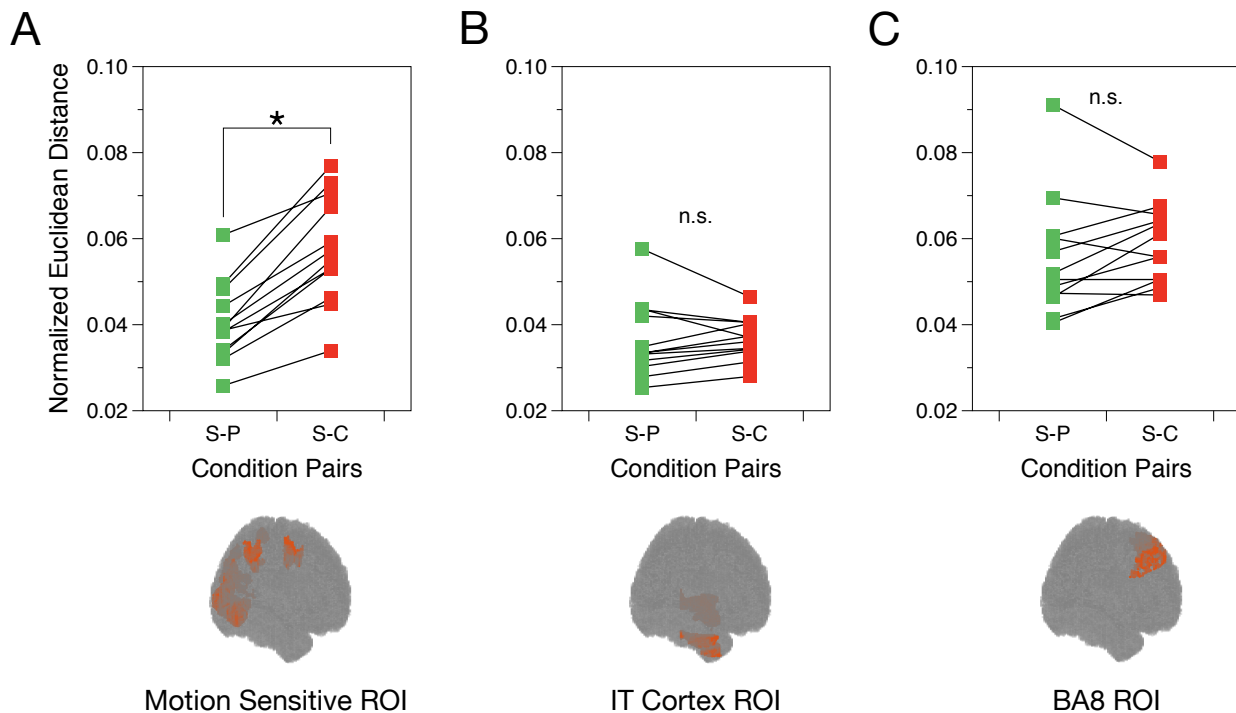 A
B
C
Normalized Euclidean Distance
0.10
0.08
0.06
0.04
0.02
*
S-P
S-C
Condition Pairs
Motion Sensitive ROI
0.10
0.08
0.06
0.04
0.02
n.s.
S-P
S-C
Condition Pairs
IT Cortex ROI
0.10
0.08
0.06
0.04
0.02
n.s.
S-P
S-C
Condition Pairs
BA8 ROI